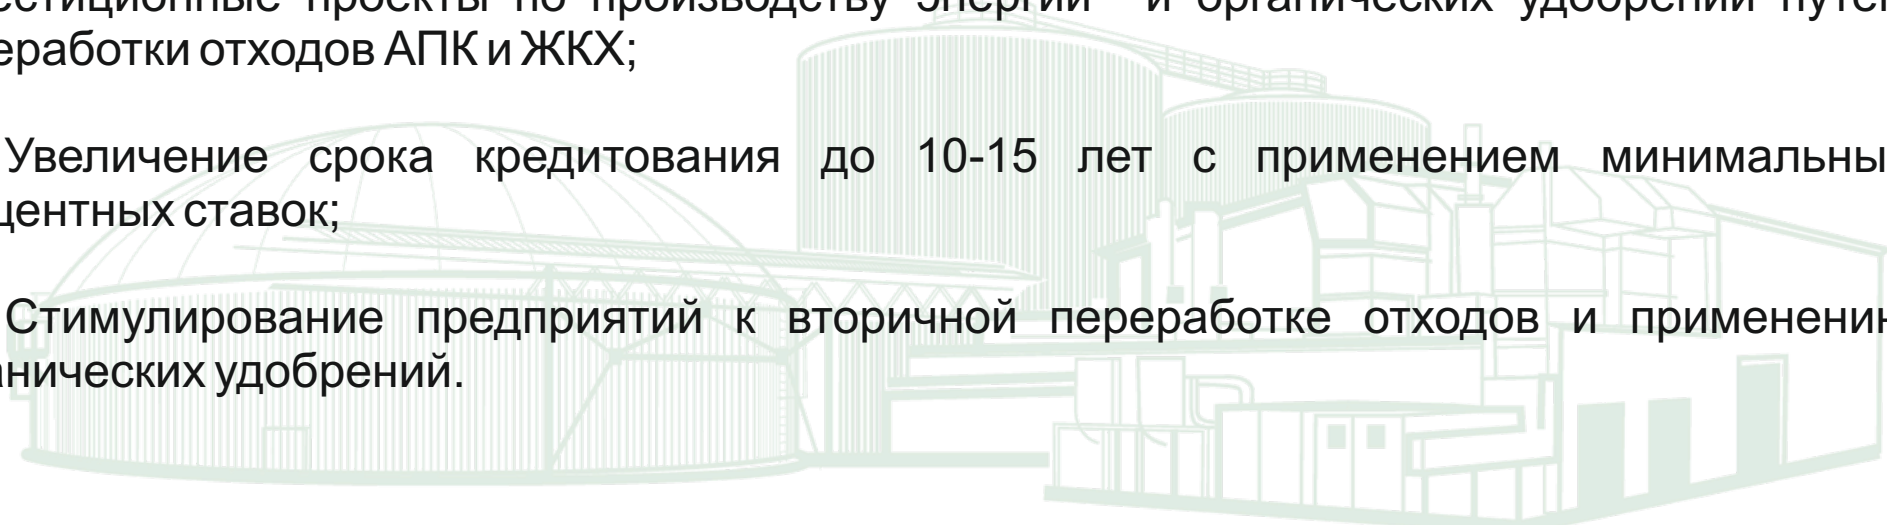 естиционные проекты по производству энергии и органических удобрений путе
еработки отходов АПК и ЖКХ;
Увеличение срока кредитования до 10-15 лет с применением минимальны
центных ставок;
Стимулирование предприятий к вторичной переработке отходов и применени
анических удобрений.